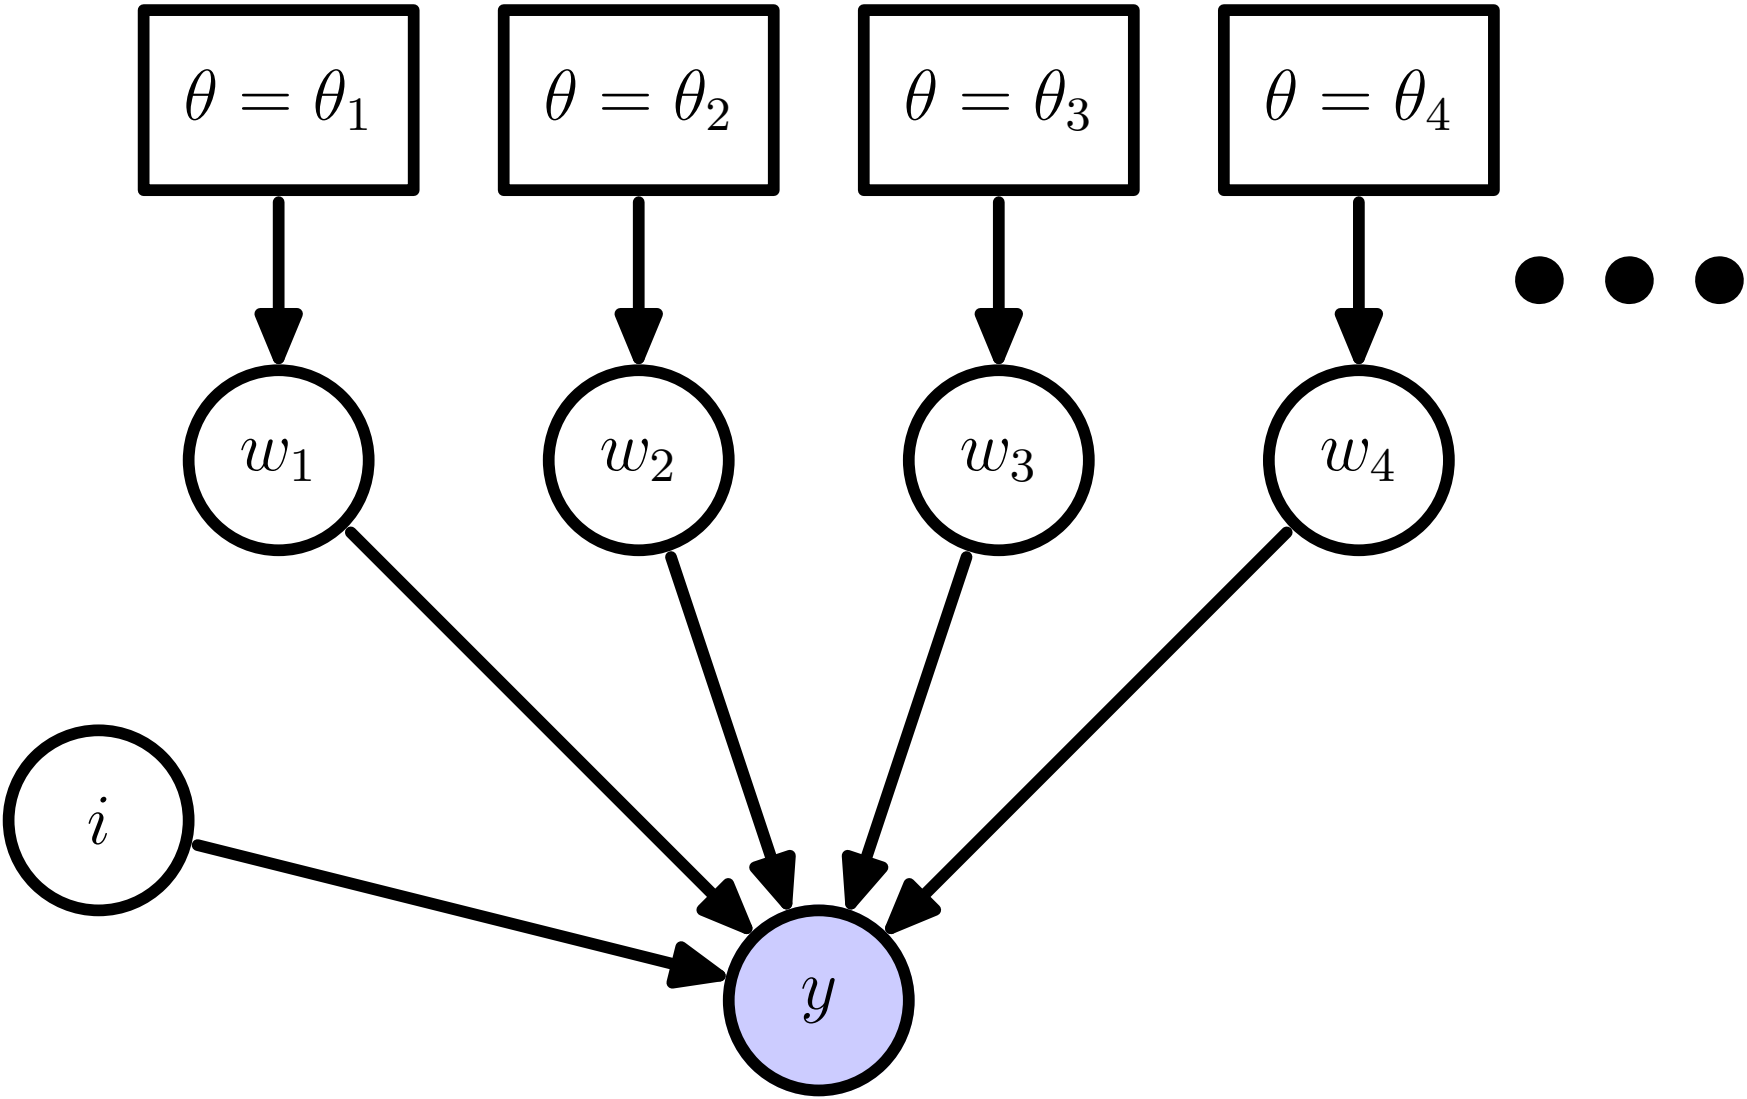 θ = θ₁ θ = θ₂ θ = θ₃ θ = θ₄
w₁ w₂ w₃ w₄
i
y